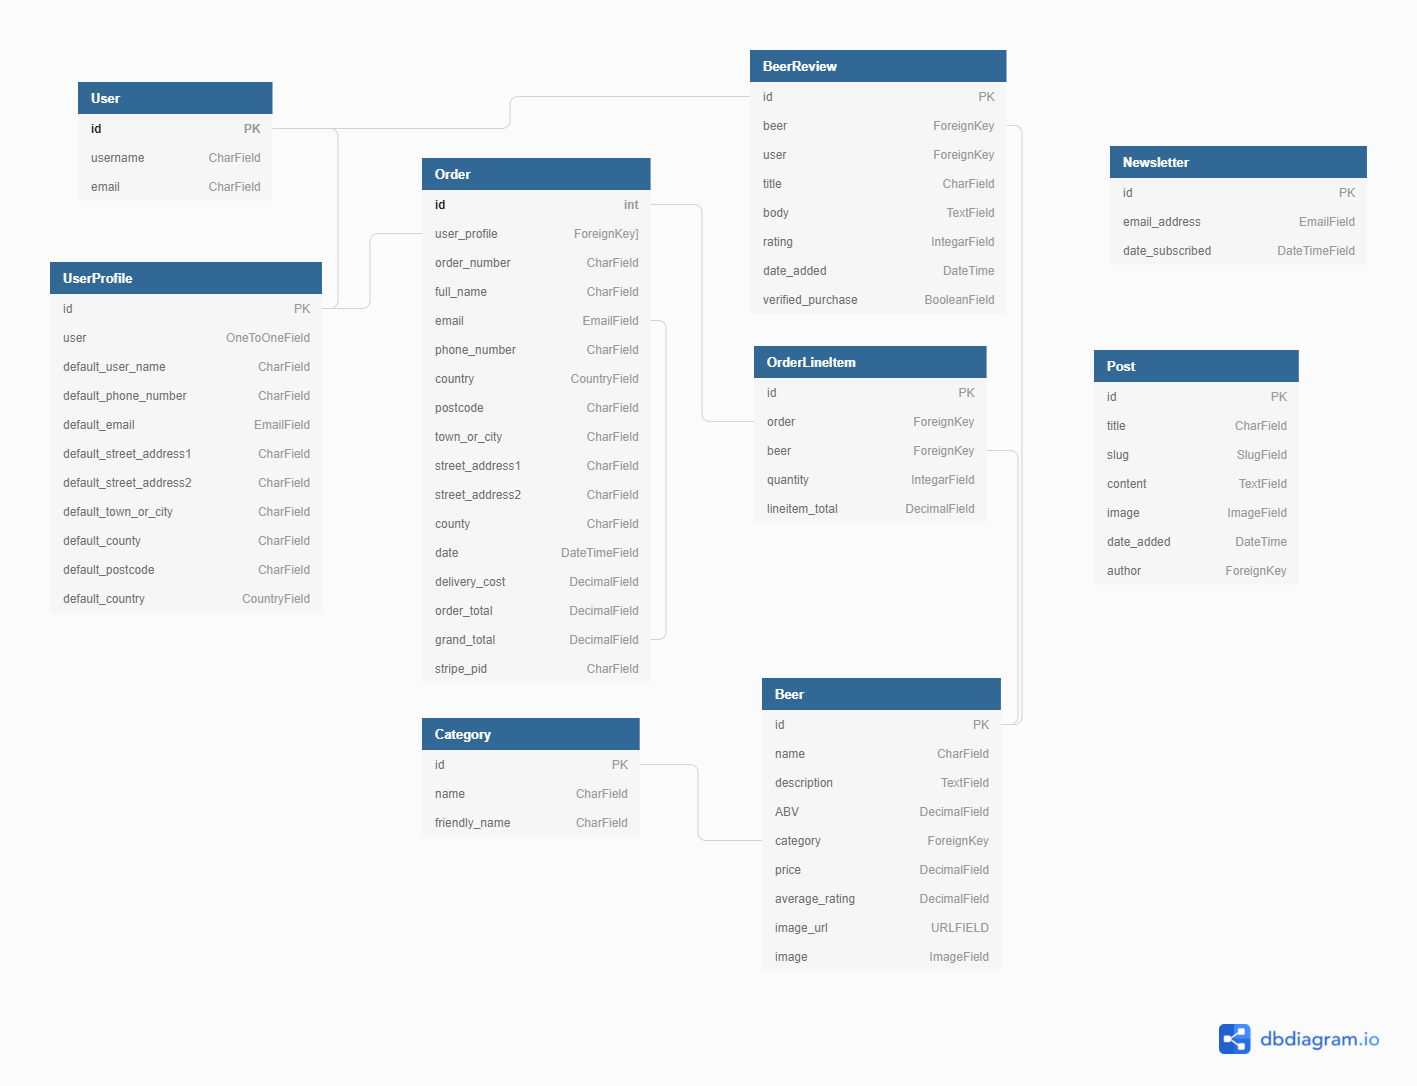 User
id PK
username CharField
email CharField
UserProfile
id PK
user OneToOneField
default_user_name CharField
default_phone_number CharField
default_email EmailField
default_street_address1 CharField
default_street_address2 CharField
default_town_or_city CharField
default_county CharField
default_postcode CharField
default_country CountryField
Order
id int
user_profile ForeignKey]
order_number CharField
full_name CharField
email EmailField
phone_number CharField
country CountryField
postcode CharField
town_or_city CharField
street_address1 CharField
street_address2 CharField
county CharField
date DateTimeField
delivery_cost DecimalField
order_total DecimalField
grand_total DecimalField
stripe_pid CharField
Category
id PK
name CharField
friendly_name CharField
BeerReview
id PK
beer ForeignKey
user ForeignKey
title CharField
body TextField
rating IntegarField
date_added DateTime
verified_purchase BooleanField
OrderLineItem
id PK
order ForeignKey
beer ForeignKey
quantity IntegarField
lineitem_total DecimalField
Beer
id PK
name CharField
description TextField
ABV DecimalField
category ForeignKey
price DecimalField
average_rating DecimalField
image_url URLFIELD
image ImageField
Newsletter
id PK
email_address EmailField
date_subscribed DateTimeField
Post
id PK
title CharField
slug SlugField
content TextField
image ImageField
date_added DateTime
author ForeignKey
dbdiagram.io